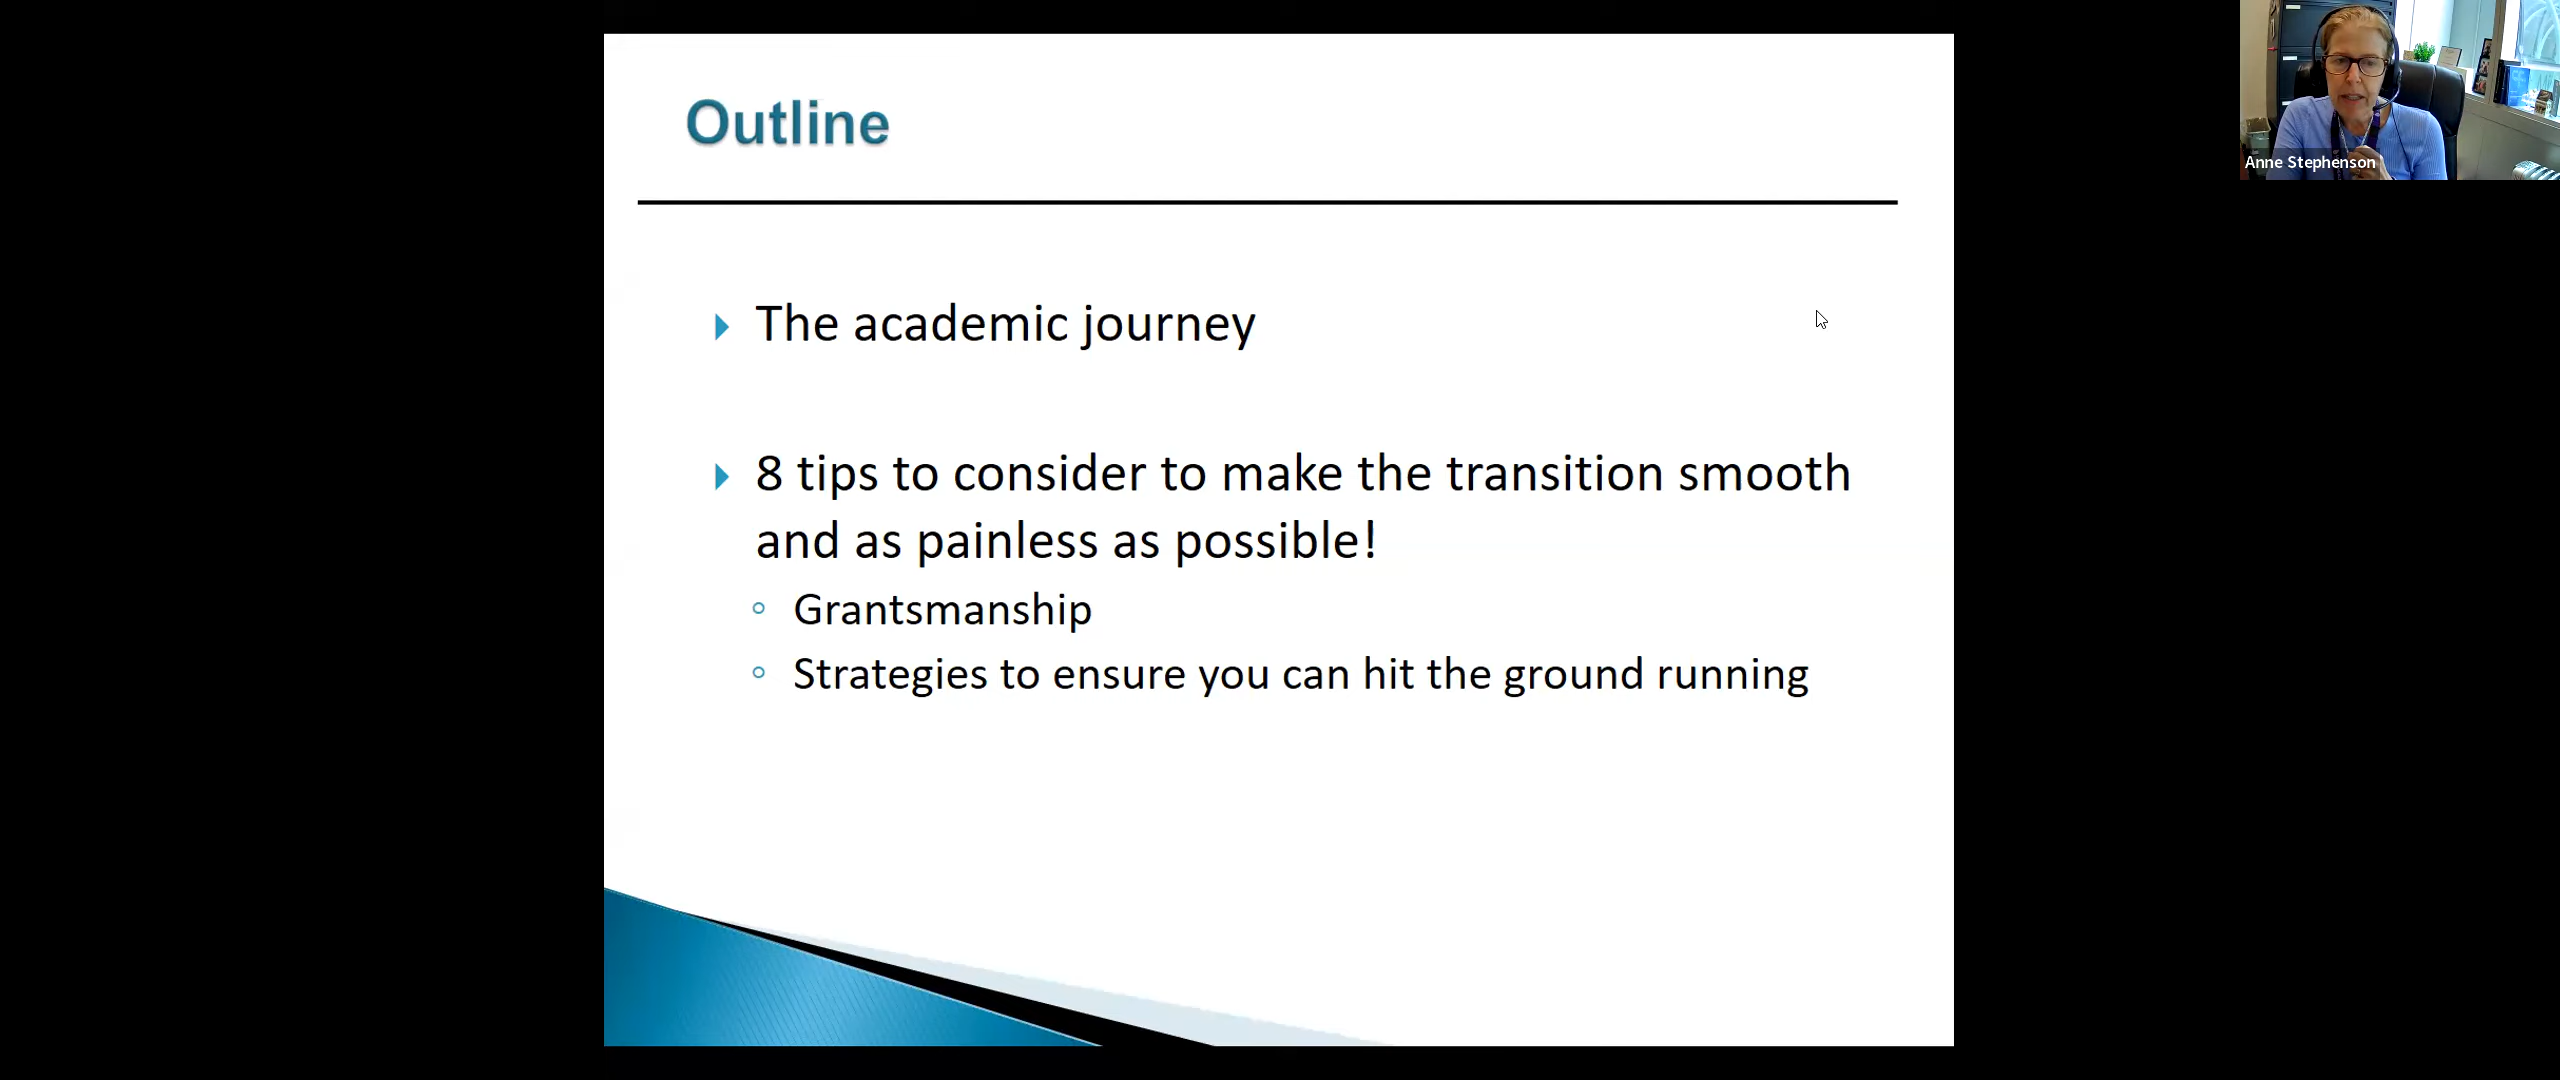 Outline
The academic journey
8 tips to consider to make the transition smooth
and as painless as possible!
Grantsmanship
Strategies to ensure you can hit the ground running
Anne Stephenson